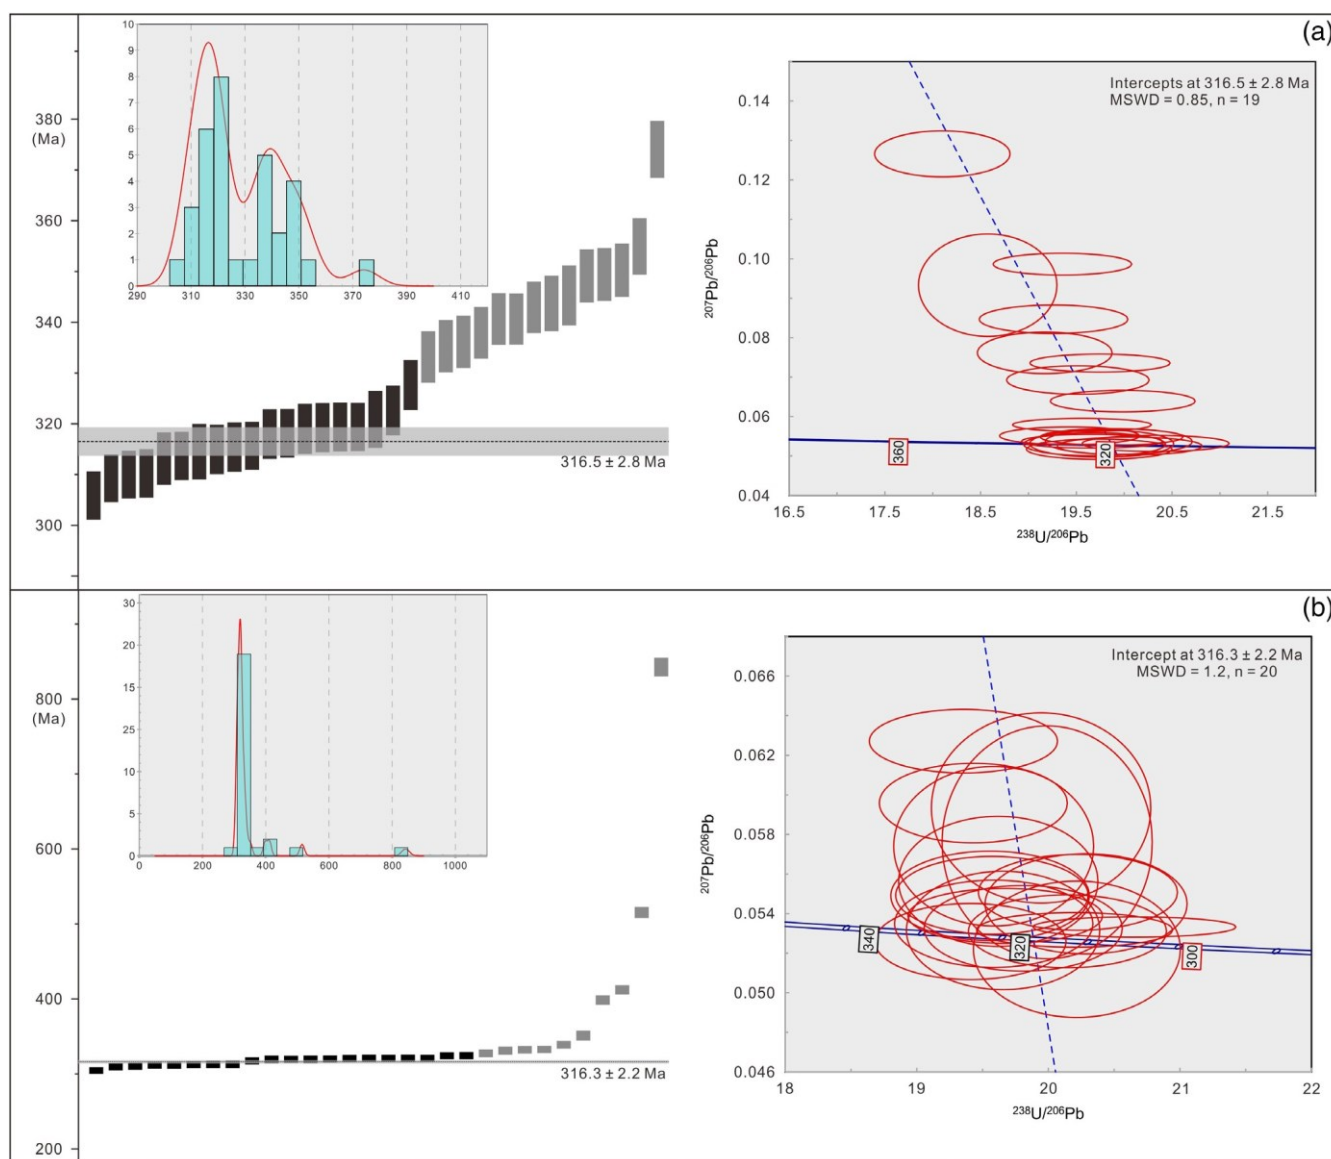 (a)
380
(Ma)
360
340
320
300
316.5 ± 2.8 Ma
10
9
8
7
6
5
4
3
2
1
0
290 310 330 350 370 390 410
Intercepts at 316.5 ± 2.8 Ma
MSWD = 0.85, n = 19
0.14
0.12
0.10
0.08
0.06
0.04
207Pb/206Pb
360
320
16.5 17.5 18.5 19.5 20.5 21.5
238U/206Pb
(b)
800
(Ma)
600
400
200
316.3 ± 2.2 Ma
30
20
15
25
10
5
0
0 200 400 600 800 1000
Intercept at 316.3 ± 2.2 Ma
MSWD = 1.2, n = 20
0.066
0.062
0.058
0.054
0.050
0.046
207Pb/206Pb
340
320
300
18 19 20 21 22
238U/206Pb